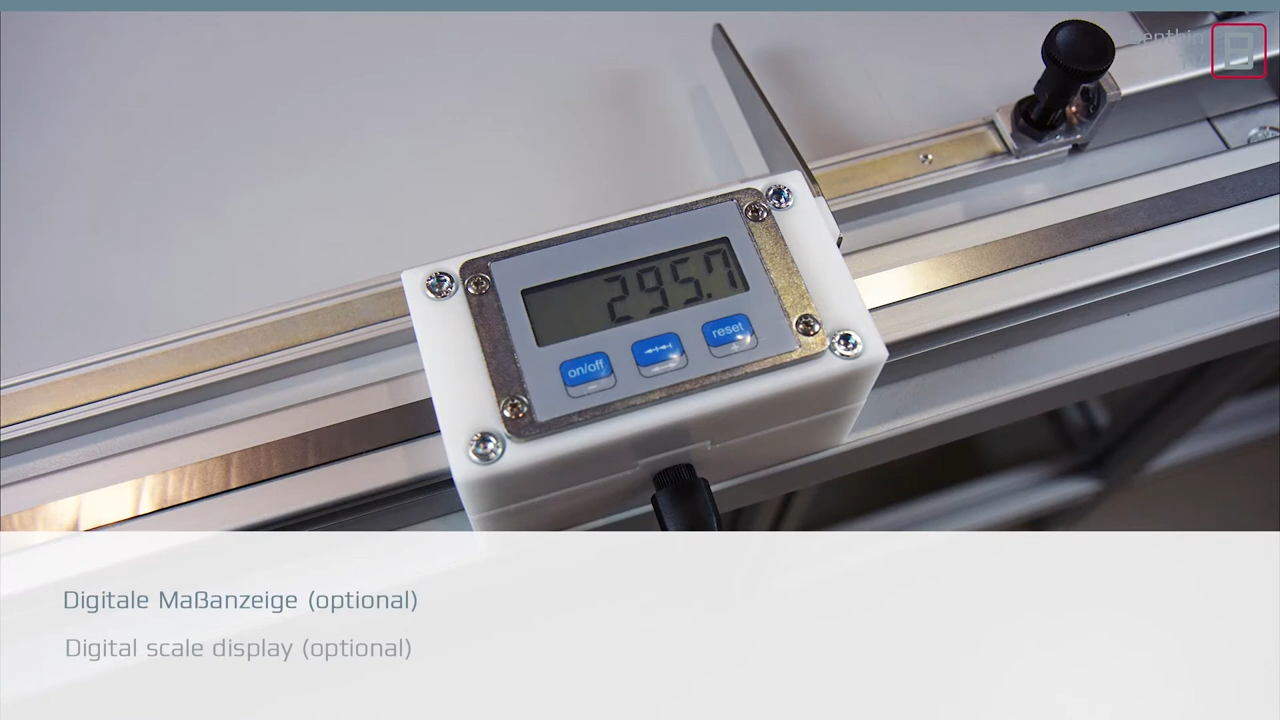 295.7
on/off
reset
Digitale Maßanzeige (optional)
Digital scale display (optional)